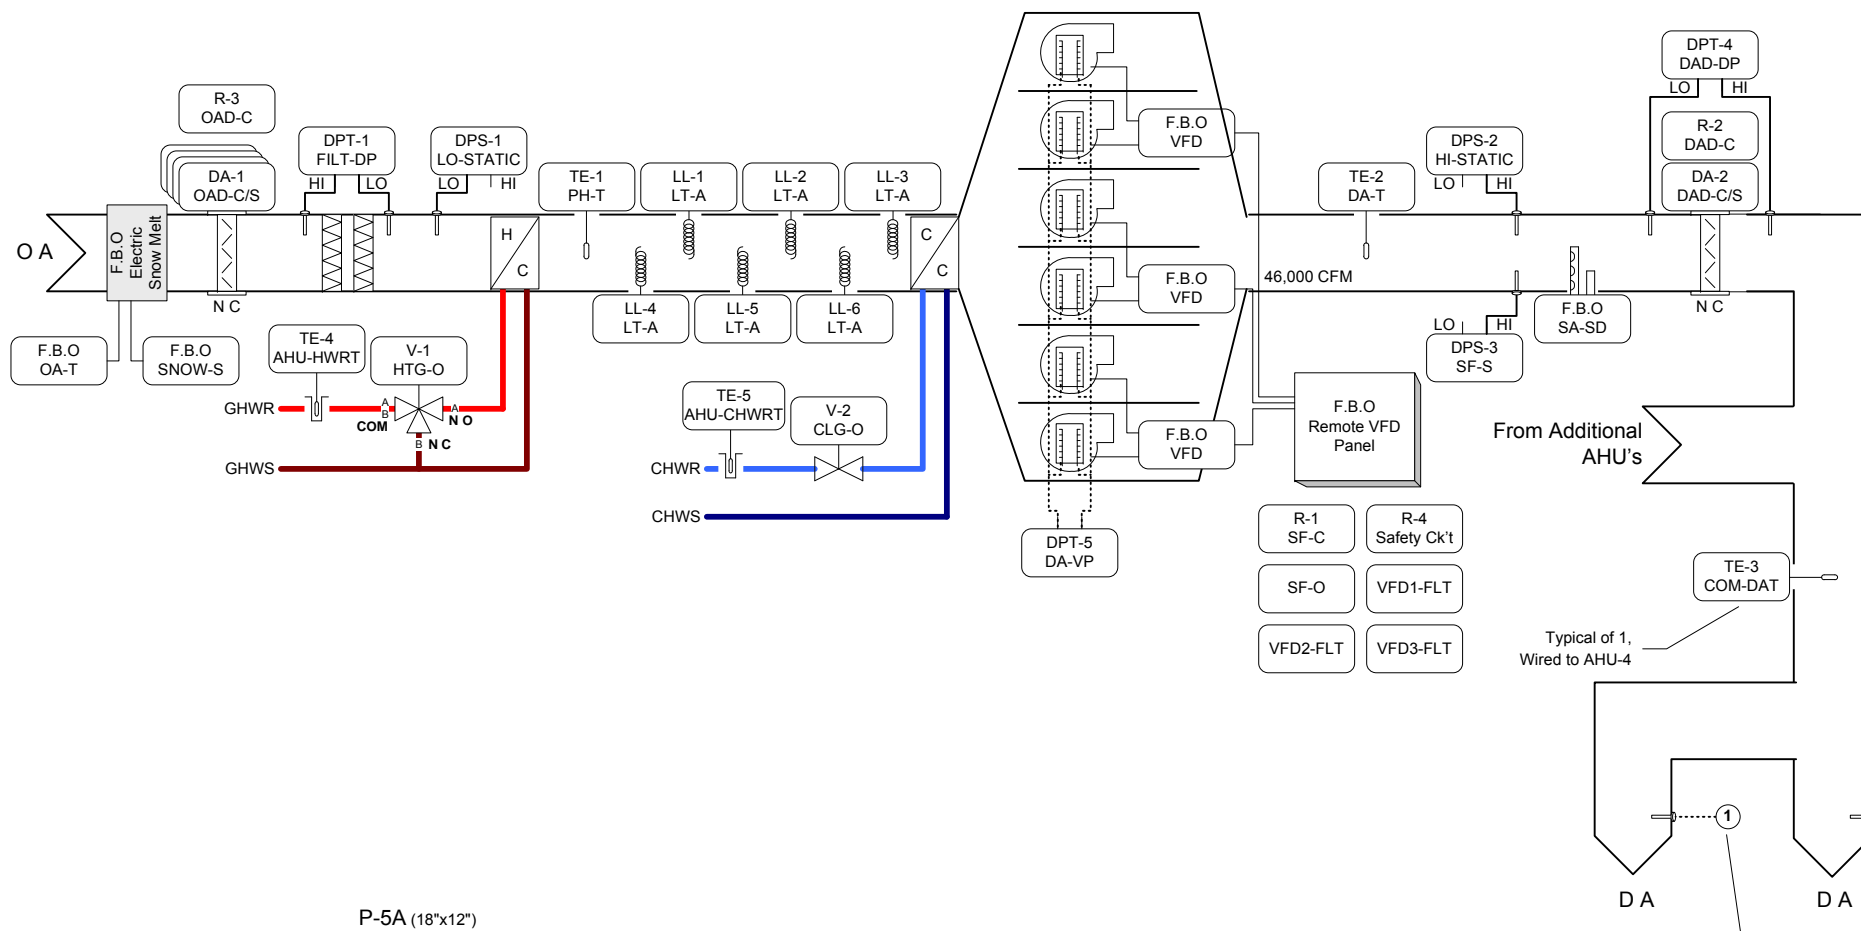 R-3
OAD-C
DA-1
OAD-C/S
DPT-1
FILT-DP
HI
LO
DPS-1
LO-STATIC
LO
HI
TE-1
PH-T
LL-1
LT-A
LL-2
LT-A
LL-3
LT-A
F.B.O
VFD
TE-2
DA-T
DPS-2
HI-STATIC
LO
HI
DPT-4
DAD-DP
LO
HI
R-2
DAD-C
DA-2
DAD-C/S
O A
F.B.O
Electric
Snow Melt
N C
H
C
C
C
LL-4
LT-A
LL-5
LT-A
LL-6
LT-A
F.B.O
VFD
46,000 CFM
LO
HI
DPS-3
SF-S
F.B.O
SA-SD
N C
F.B.O
OA-T
F.B.O
SNOW-S
TE-4
AHU-HWRT
V-1
HTG-O
GHWR
A
B
COM
A
N O
B
N C
GHWS
TE-5
AHU-CHWRT
V-2
CLG-O
CHWR
CHWS
F.B.O
VFD
F.B.O
Remote VFD
Panel
From Additional
AHU's
DPT-5
DA-VP
R-1
SF-C
R-4
Safety Ck't
SF-O
VFD1-FLT
VFD2-FLT
VFD3-FLT
TE-3
COM-DAT
Typical of 1,
Wired to AHU-4
1
D A
D A
P-5A (18"x12")